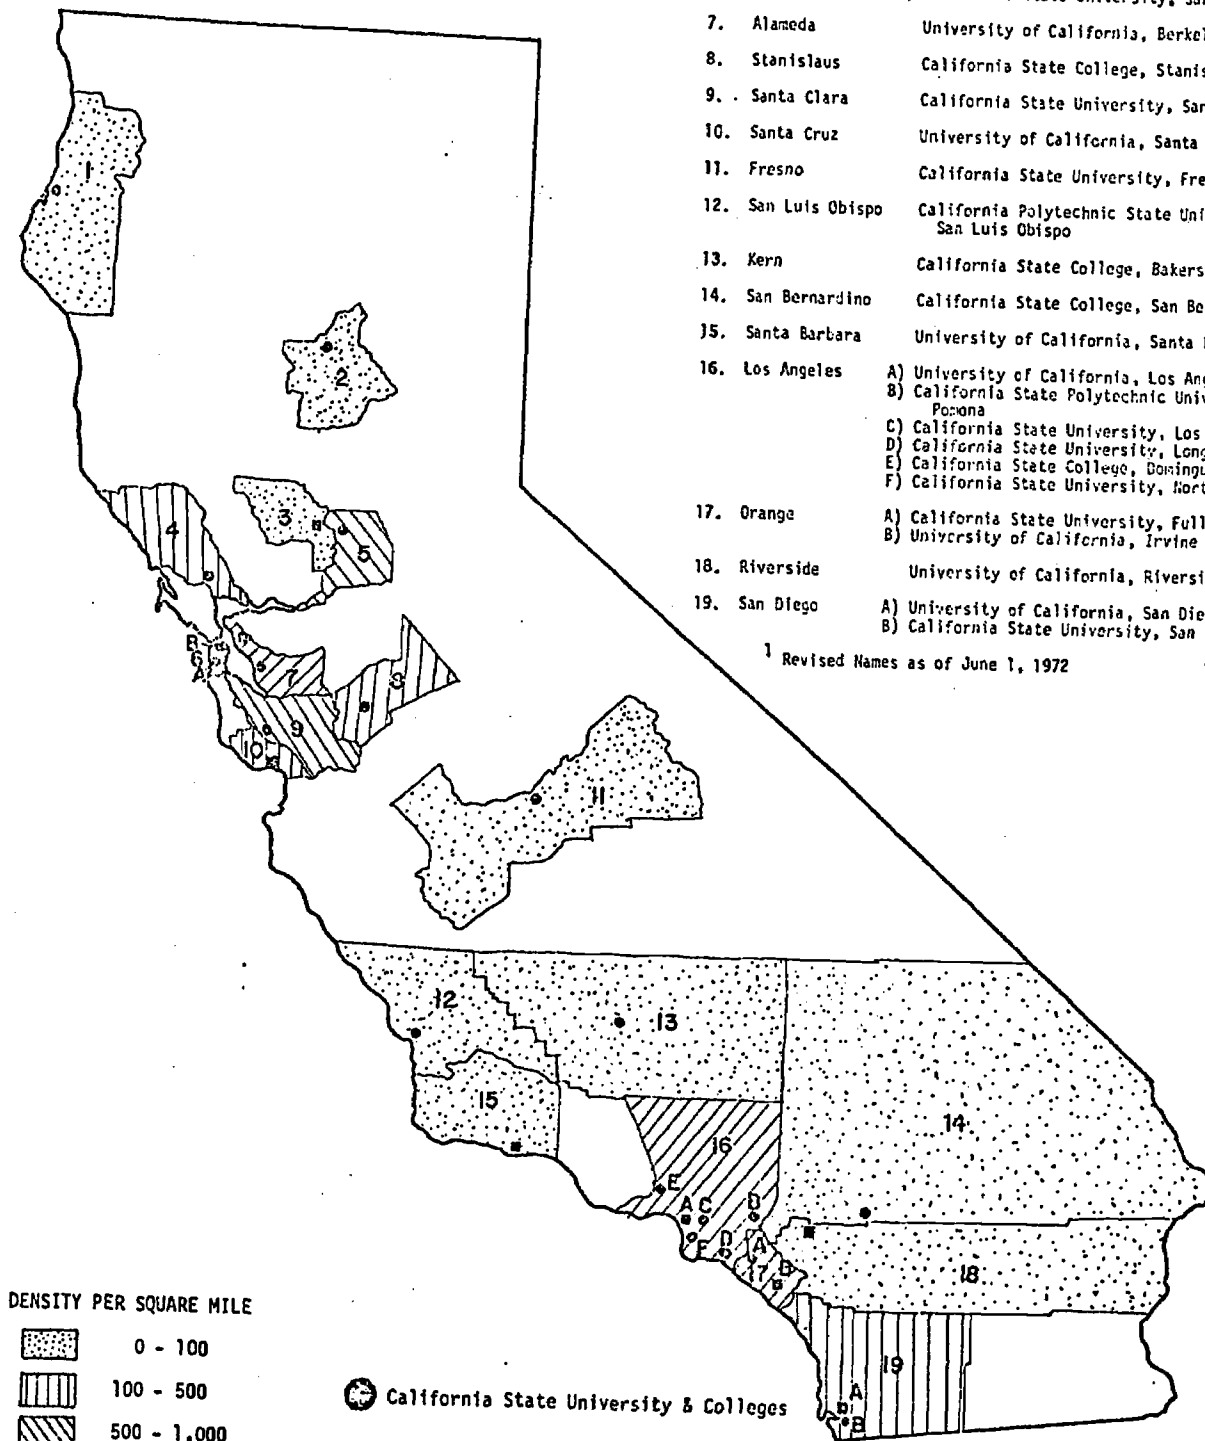 State University, San
7. Alameda University of California, Berkel
8. Stanislaus California State College, Stanis
9. Santa Clara California State University, San
10. Santa Cruz University of California, Santa
11. Fresno California State University, Fre
12. San Luis Obispo California Polytechnic State Uni
San Luis Obispo
13. Kern California State College, Bakers
14. San Bernardino California State College, San Be
15. Santa Barbara University of California, Santa
16. Los Angeles A) University of California, Los Ang
B) California State Polytechnic Univ
Pomona
C) California State University, Los
D) California State University, Long
E) California State College, Domingu
F) California State University, Nort
17. Orange A) California State University, Full
B) University of California, Irvine
18. Riverside University of California, Riversi
19. San Diego A) University of California, San Die
B) California State University, San
1 Revised Names as of June 1, 1972
1
2
3
4
5
B
6
A
7
8
9
10
11
12
13
14
15
16
E
A C B
F D A
17 B
18
19
A
B
DENSITY PER SQUARE MILE
0 - 100
100 - 500
500 - 1,000
California State University & Colleges